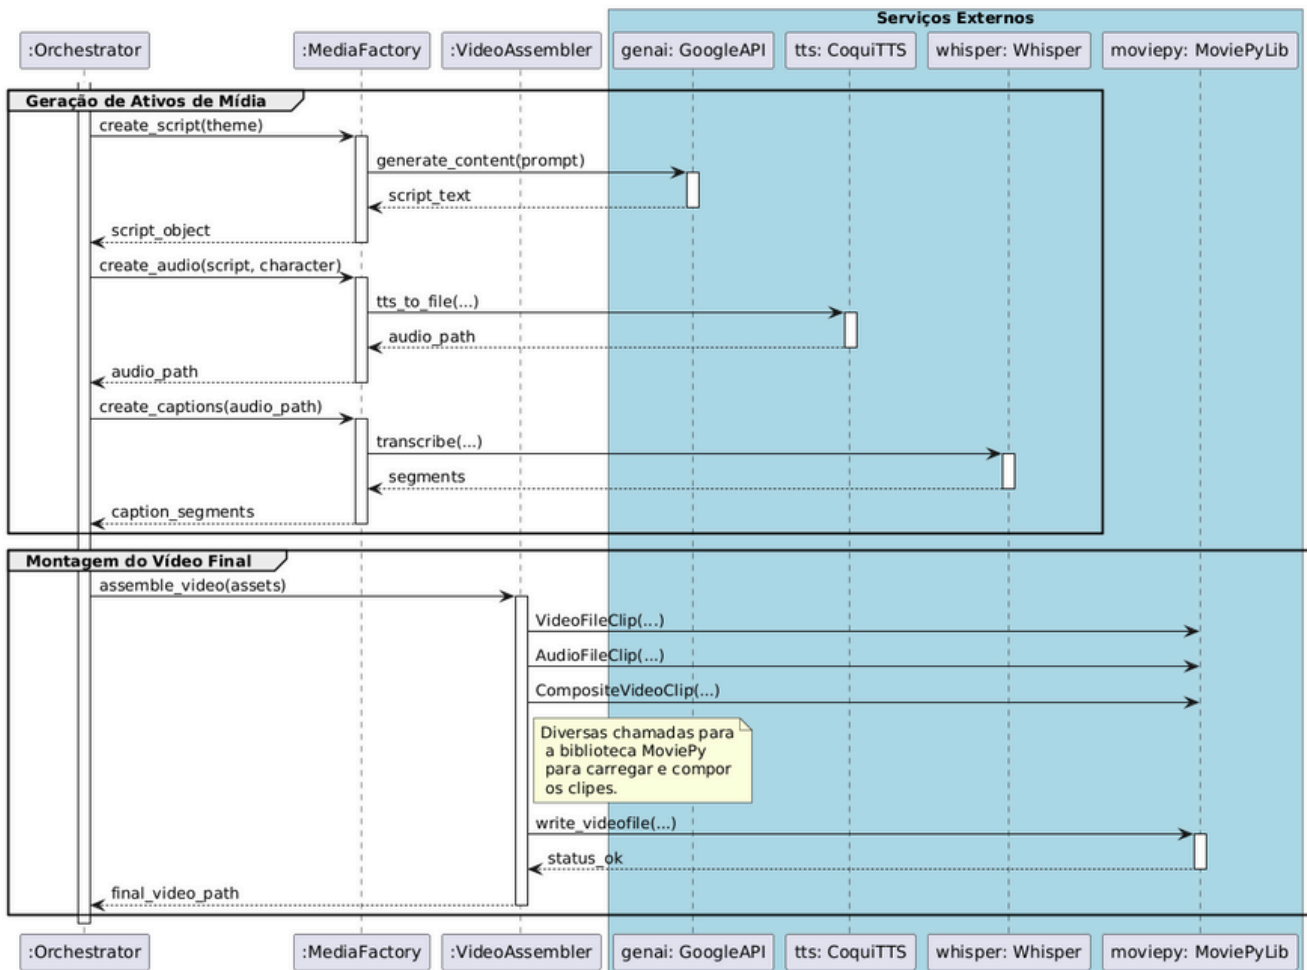 Serviços Externos
:Orchestrator
:MediaFactory
:VideoAssembler
genai: GoogleAPI
tts: CoquiTTS
whisper: Whisper
moviepy: MoviePyLib
Geração de Ativos de Mídia
create_script(theme)
generate_content(prompt)
script_text
script_object
create_audio(script, character)
tts_to_file(...)
audio_path
audio_path
create_captions(audio_path)
transcribe(...)
segments
caption_segments
Montagem do Vídeo Final
assemble_video(assets)
VideoFileClip(...)
AudioFileClip(...)
CompositeVideoClip(...)
Diversas chamadas para
a biblioteca MoviePy
para carregar e compor
os clipes.
write_videofile(...)
status_ok
final_video_path
:Orchestrator
:MediaFactory
:VideoAssembler
genai: GoogleAPI
tts: CoquiTTS
whisper: Whisper
moviepy: MoviePyLib